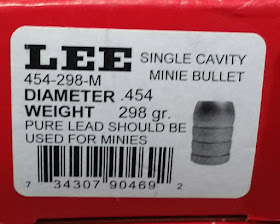 LEE SINGLE CAVITY
454-298-M MINIE BULLET
DIAMETER .454
WEIGHT 298 gr.
PURE LEAD SHOULD BE
USED FOR MINIES
7 34307 90469 2